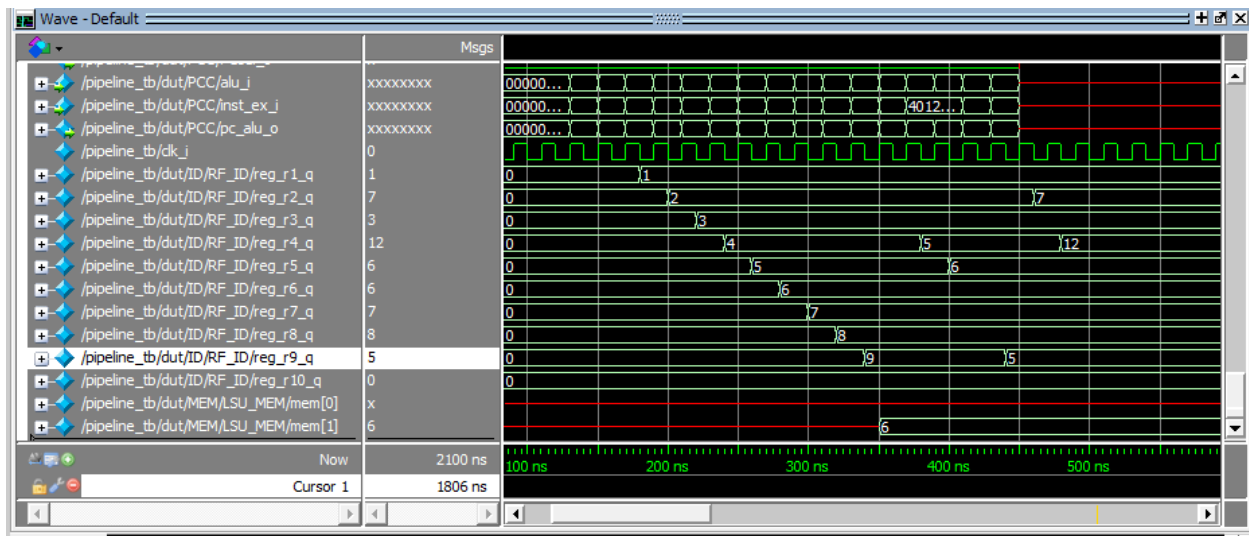 Wave - Default
Msgs
/pipeline_tb/dut/PCC/alu_i xxxxxxxx 00000...
/pipeline_tb/dut/PCC/inst_ex_i xxxxxxxx 00000... 4012...
/pipeline_tb/dut/PCC/pc_alu_o xxxxxxxx 00000...
/pipeline_tb/clk_i 0
/pipeline_tb/dut/ID/RF_ID/reg_r1_q 1 0 1
/pipeline_tb/dut/ID/RF_ID/reg_r2_q 7 0 2 7
/pipeline_tb/dut/ID/RF_ID/reg_r3_q 3 0 3
/pipeline_tb/dut/ID/RF_ID/reg_r4_q 12 0 4 5 12
/pipeline_tb/dut/ID/RF_ID/reg_r5_q 6 0 5 6
/pipeline_tb/dut/ID/RF_ID/reg_r6_q 6 0 6
/pipeline_tb/dut/ID/RF_ID/reg_r7_q 7 0 7
/pipeline_tb/dut/ID/RF_ID/reg_r8_q 8 0 8
/pipeline_tb/dut/ID/RF_ID/reg_r9_q 5 0 9 5
/pipeline_tb/dut/ID/RF_ID/reg_r10_q 0 0
/pipeline_tb/dut/MEM/LSU_MEM/mem[0] x
/pipeline_tb/dut/MEM/LSU_MEM/mem[1] 6 6
Now 2100 ns 100 ns 200 ns 300 ns 400 ns 500 ns
Cursor 1 1806 ns